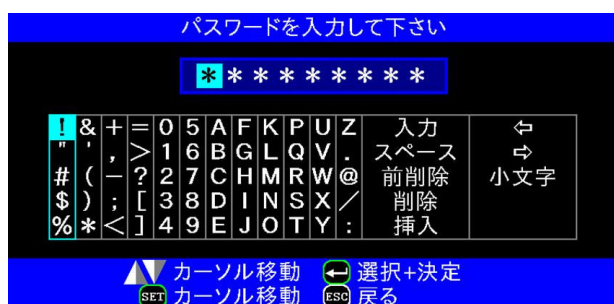 パスワードを入力して下さい
*********
! & + = 0 5 A F K P U Z 入力 ⇦
" ' , > 1 6 B G L Q V . スペース ⇨
# ( − ? 2 7 C H M R W @ 前削除 小文字
$ ) ; [ 3 8 D I N S X / 削除
% * < ] 4 9 E J O T Y : 挿入
カーソル移動 ↵ 選択+決定
SET カーソル移動 ESC 戻る